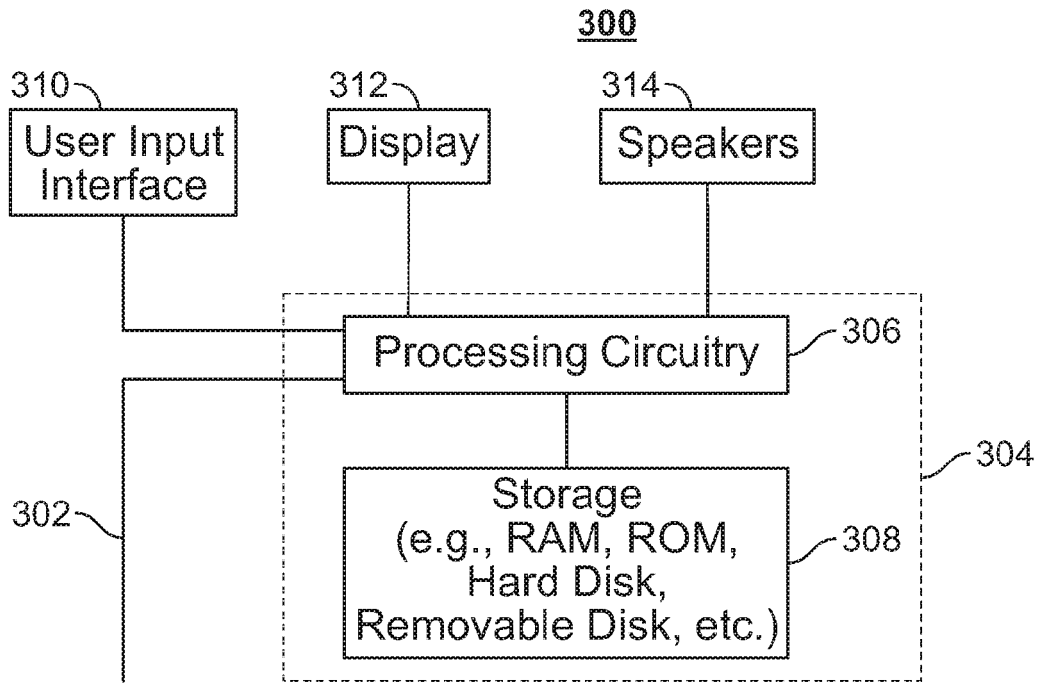 300
310
312
314
User Input
Interface
Display
Speakers
Processing Circuitry
306
304
302
Storage
(e.g., RAM, ROM,
Hard Disk,
Removable Disk, etc.)
308